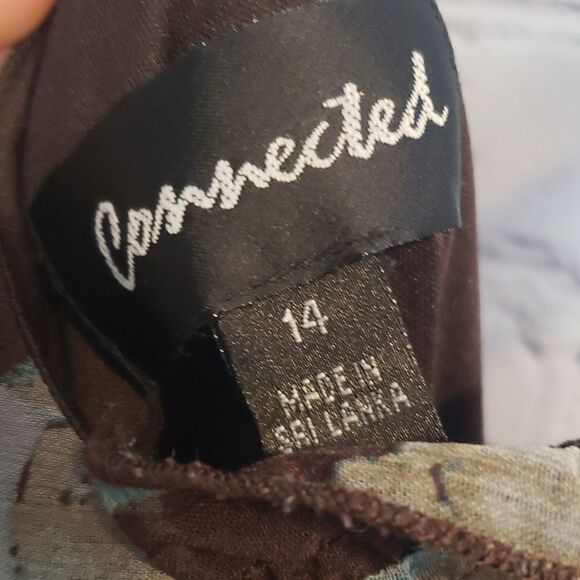 Connected
14
MADE IN
SRI LANKA